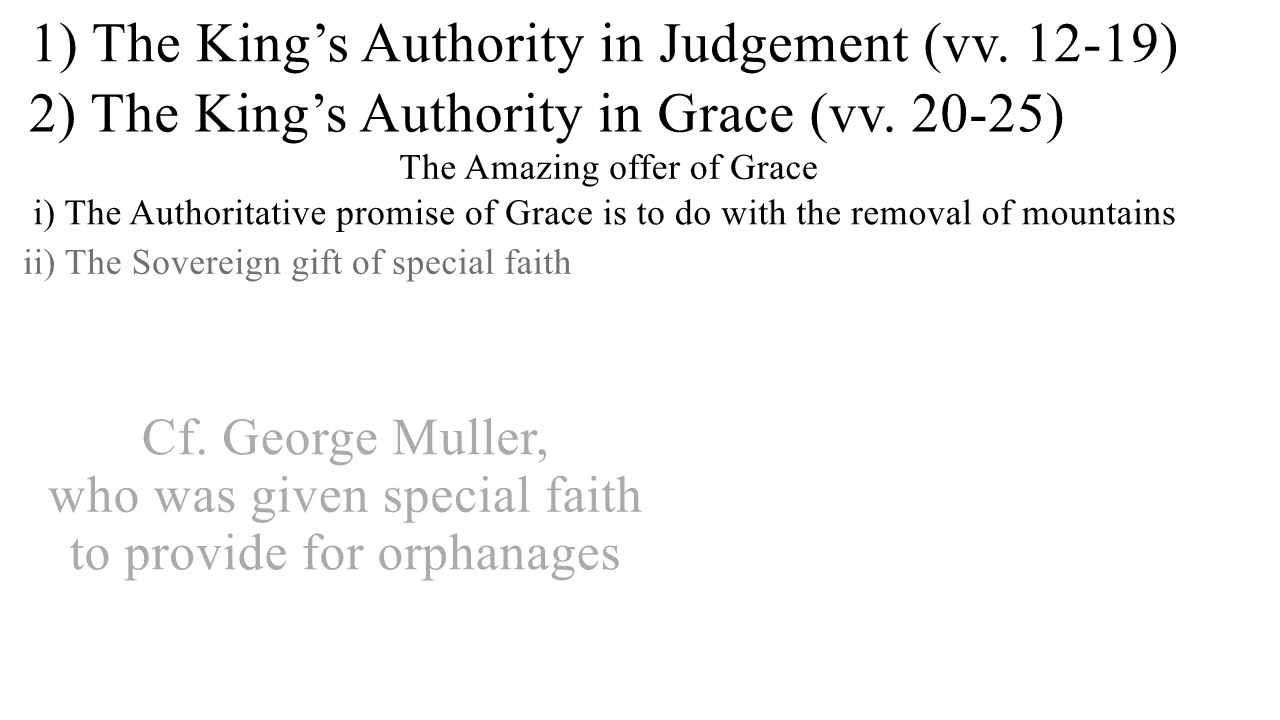 1) The King’s Authority in Judgement (vv. 12-19)
2) The King’s Authority in Grace (vv. 20-25)
The Amazing offer of Grace
i) The Authoritative promise of Grace is to do with the removal of mountains
ii) The Sovereign gift of special faith
Cf. George Muller,
who was given special faith
to provide for orphanages